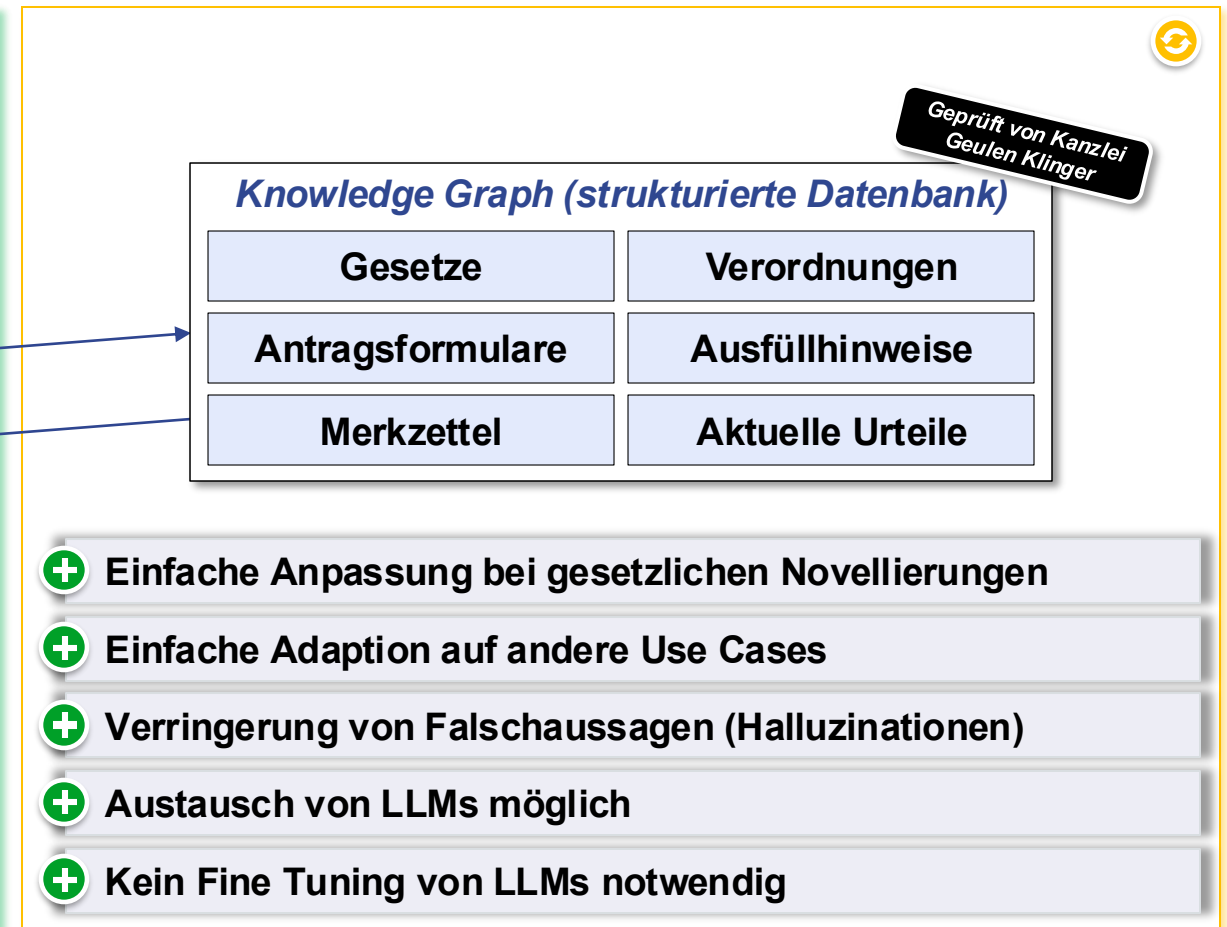 Geprüft von Kanzlei
Geulen Klinger
Knowledge Graph (strukturierte Datenbank)
Gesetze
Verordnungen
Antragsformulare
Ausfüllhinweise
Merkzettel
Aktuelle Urteile
Einfache Anpassung bei gesetzlichen Novellierungen
Einfache Adaption auf andere Use Cases
Verringerung von Falschaussagen (Halluzinationen)
Austausch von LLMs möglich
Kein Fine Tuning von LLMs notwendig